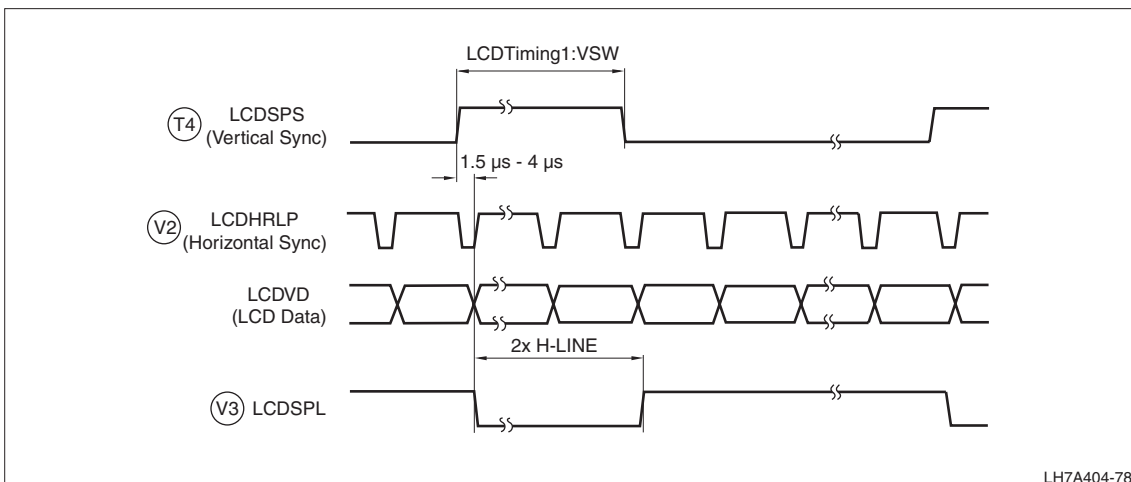 LCDTiming1:VSW
T4
LCDSPS
(Vertical Sync)
1.5 µs - 4 µs
V2
LCDHRLP
(Horizontal Sync)
LCDVD
(LCD Data)
2x H-LINE
V3 LCDSPL
LH7A404-78